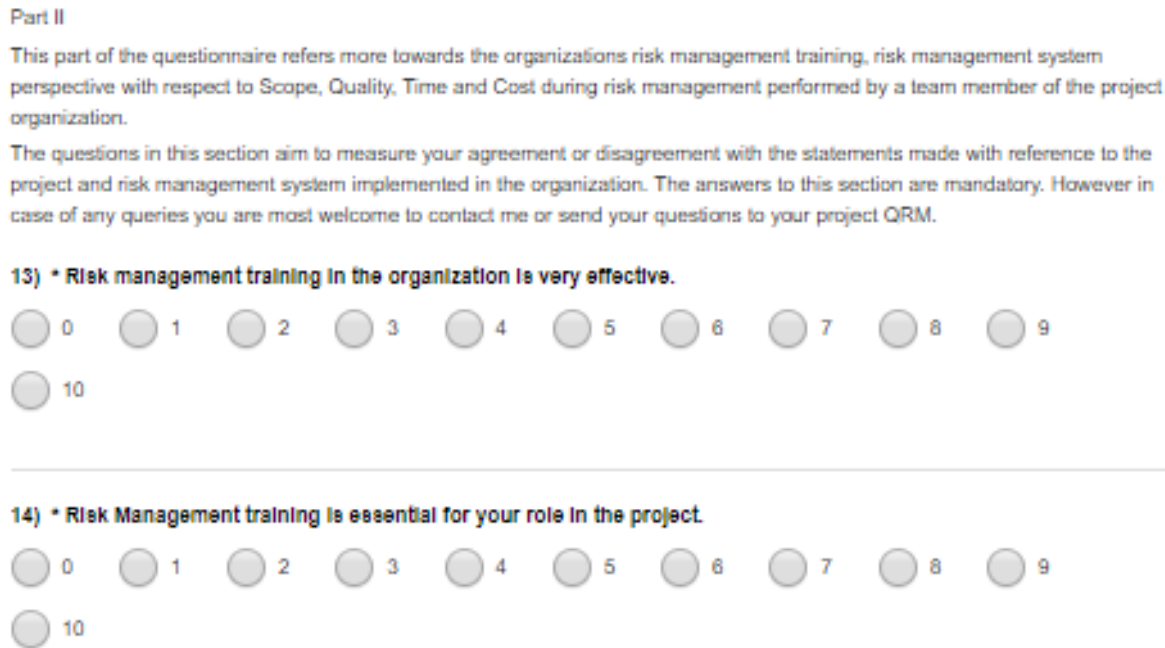 Part II
This part of the questionnaire refers more towards the organizations risk management training, risk management system
perspective with respect to Scope, Quality, Time and Cost during risk management performed by a team member of the project
organization.
The questions in this section aim to measure your agreement or disagreement with the statements made with reference to the
project and risk management system implemented in the organization. The answers to this section are mandatory. However in
case of any queries you are most welcome to contact me or send your questions to your project QRM.
13) * Risk management training in the organization is very effective.
0 1 2 3 4 5 6 7 8 9
10
14) * Risk Management training is essential for your role in the project.
0 1 2 3 4 5 6 7 8 9
10